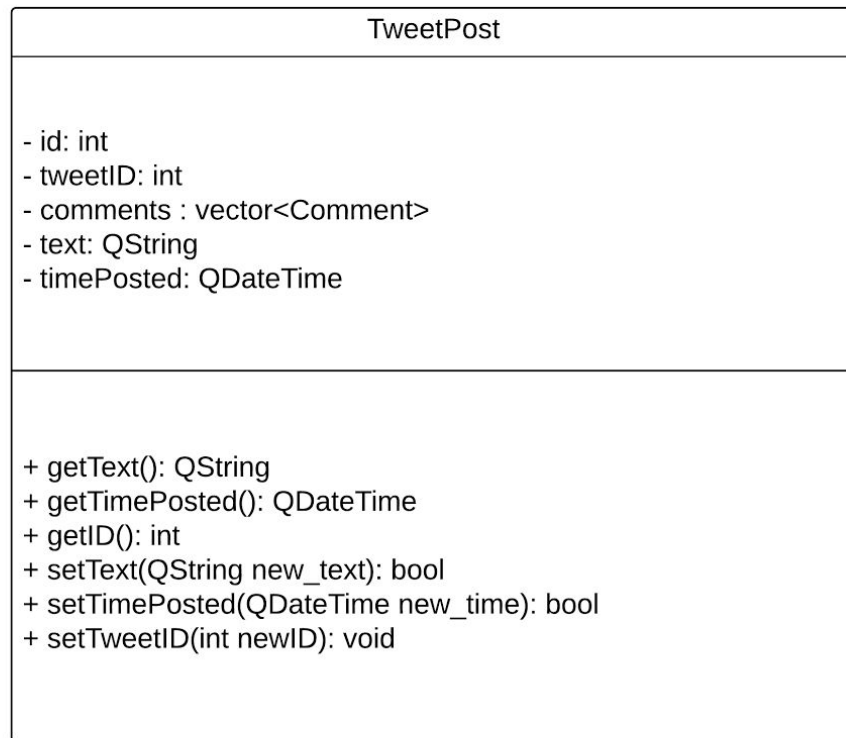 TweetPost
- id: int
- tweetID: int
- comments : vector<Comment>
- text: QString
- timePosted: QDateTime
+ getText(): QString
+ getTimePosted(): QDateTime
+ getID(): int
+ setText(QString new_text): bool
+ setTimePosted(QDateTime new_time): bool
+ setTweetID(int newID): void